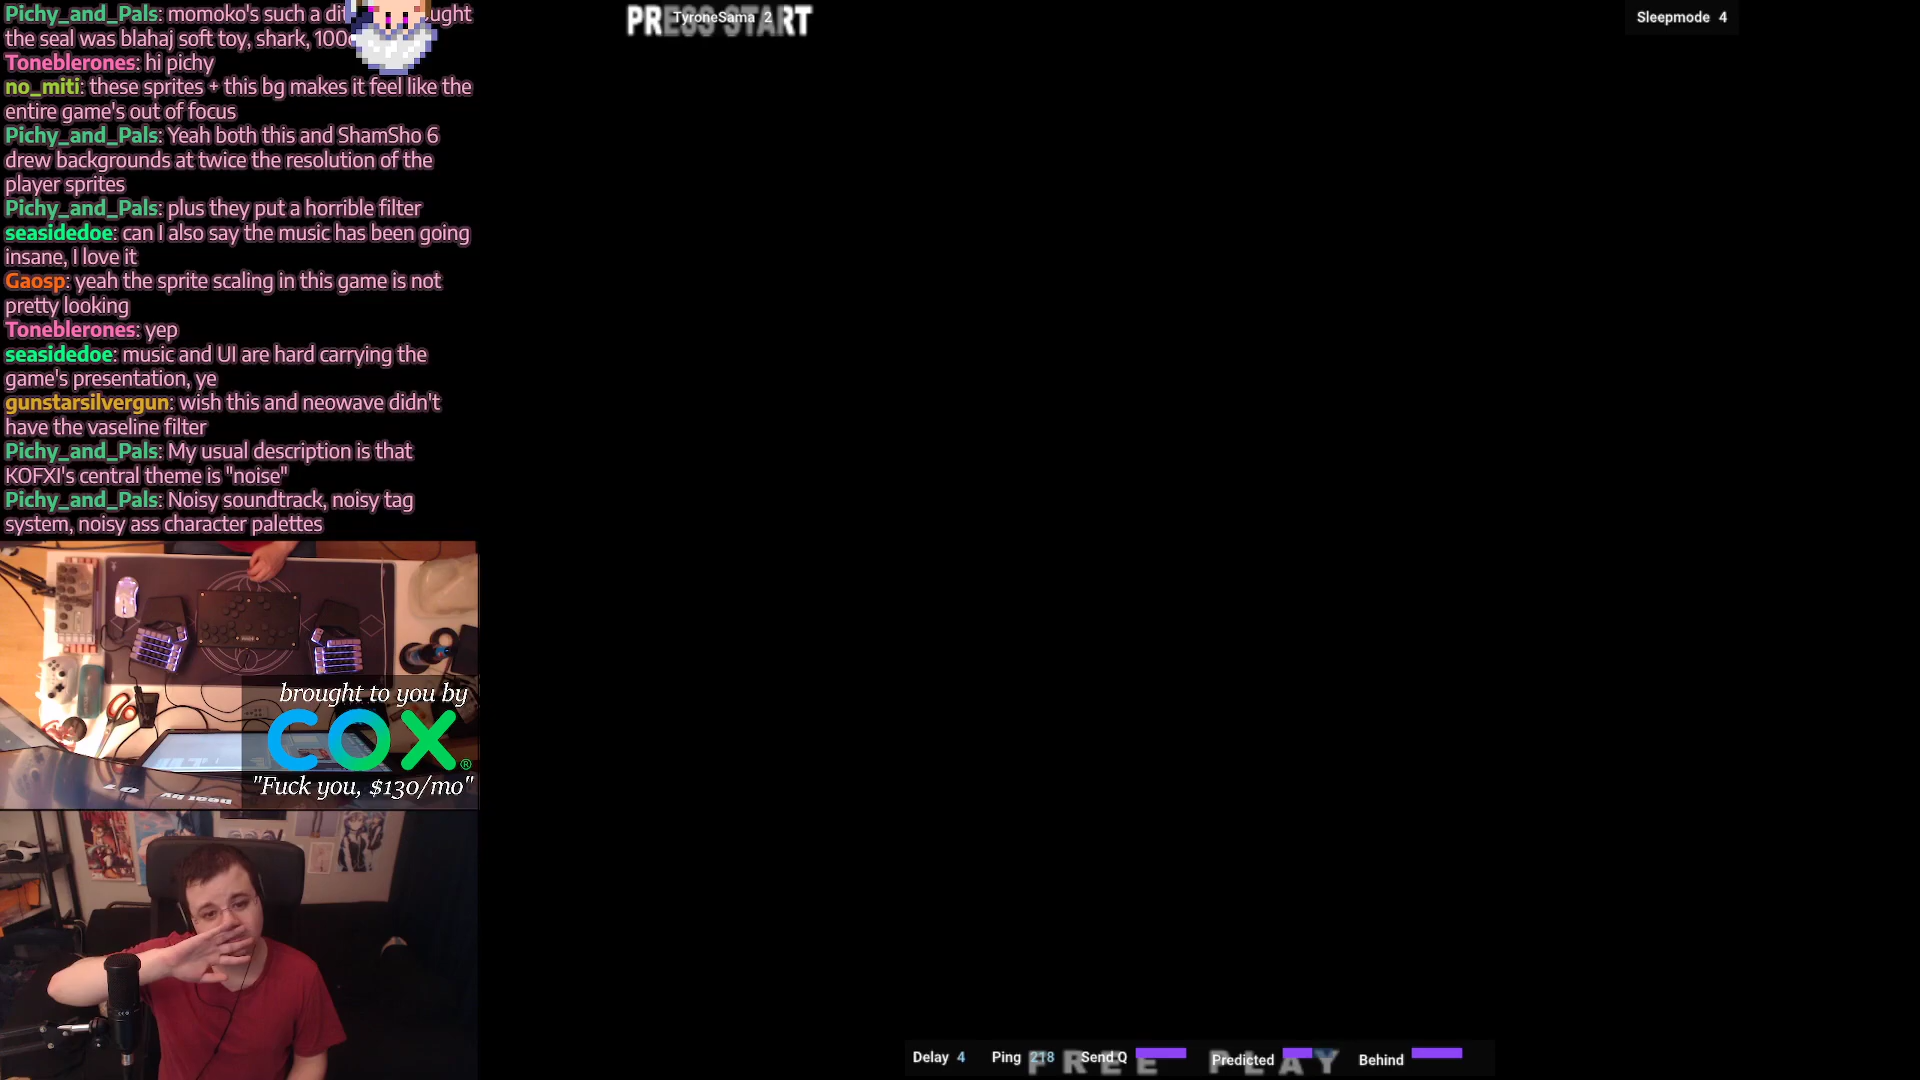 Pichy_and_Pals: momoko's such a
the seal was blahaj soft toy, shark,
Toneblerones: hi pichy
no_miti: these sprites + this bg makes it feel like the
entire game's out of focus
Pichy_and_Pals: Yeah both this and ShamSho 6
drew backgrounds at twice the resolution of the
player sprites
Pichy_and_Pals: plus they put a horrible filter
seasidedoe: can I also say the music has been going
insane, I love it
Gaosp: yeah the sprite scaling in this game is not
pretty looking
Toneblerones: yep
seasidedoe: music and UI are hard carrying the
game's presentation, ye
gunstarsilvergun: wish this and neowave didn't
have the vaseline filter
Pichy_and_Pals: My usual description is that
KOFXI's central theme is "noise"
Pichy_and_Pals: Noisy soundtrack, noisy tag
system, noisy ass character palettes
brought to you by
COX®
"Fuck you, $130/mo"
PRESS START
TyroneSama 2
Sleepmode 4
Delay 4 Ping 218 Send Q Predicted Behind
FREE PLAY